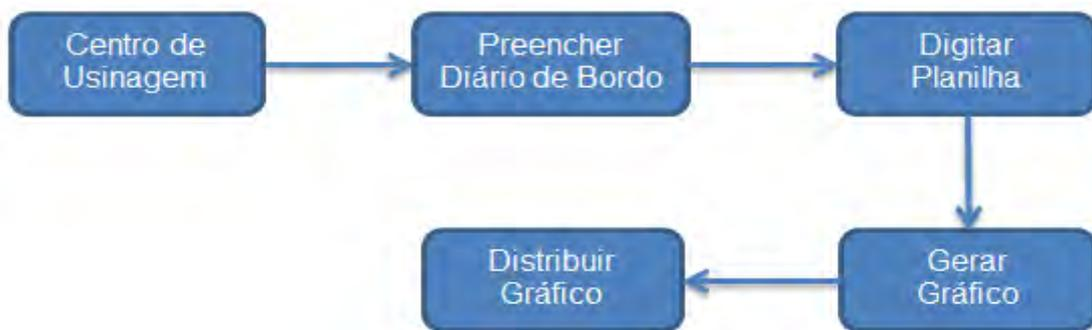 Centro de
Usinagem
Preencher
Diário de Bordo
Digitar
Planilha
Gerar
Gráfico
Distribuir
Gráfico